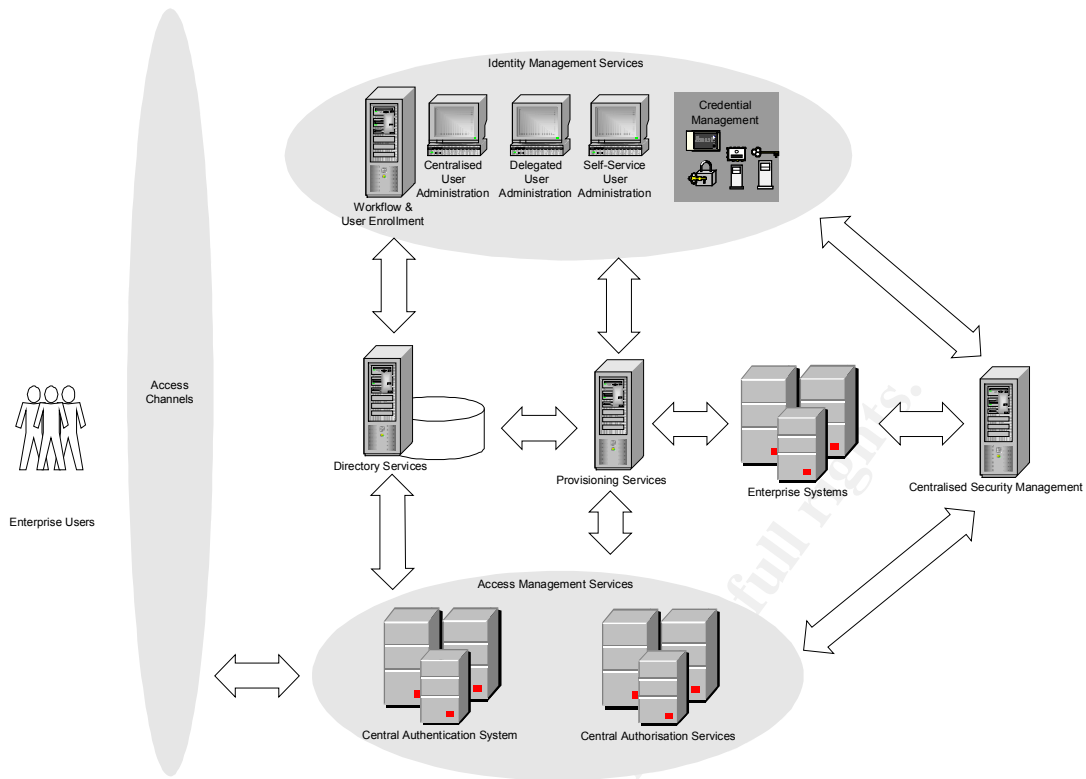 Identity Management Services
Credential
Management
Centralised
User
Administration
Delegated
User
Administration
Self-Service
User
Administration
Workflow &
User Enrollment
Access
Channels
Enterprise Users
Directory Services
Provisioning Services
Enterprise Systems
Centralised Security Management
full rights.
Access Management Services
Central Authentication System
Central Authorisation Services